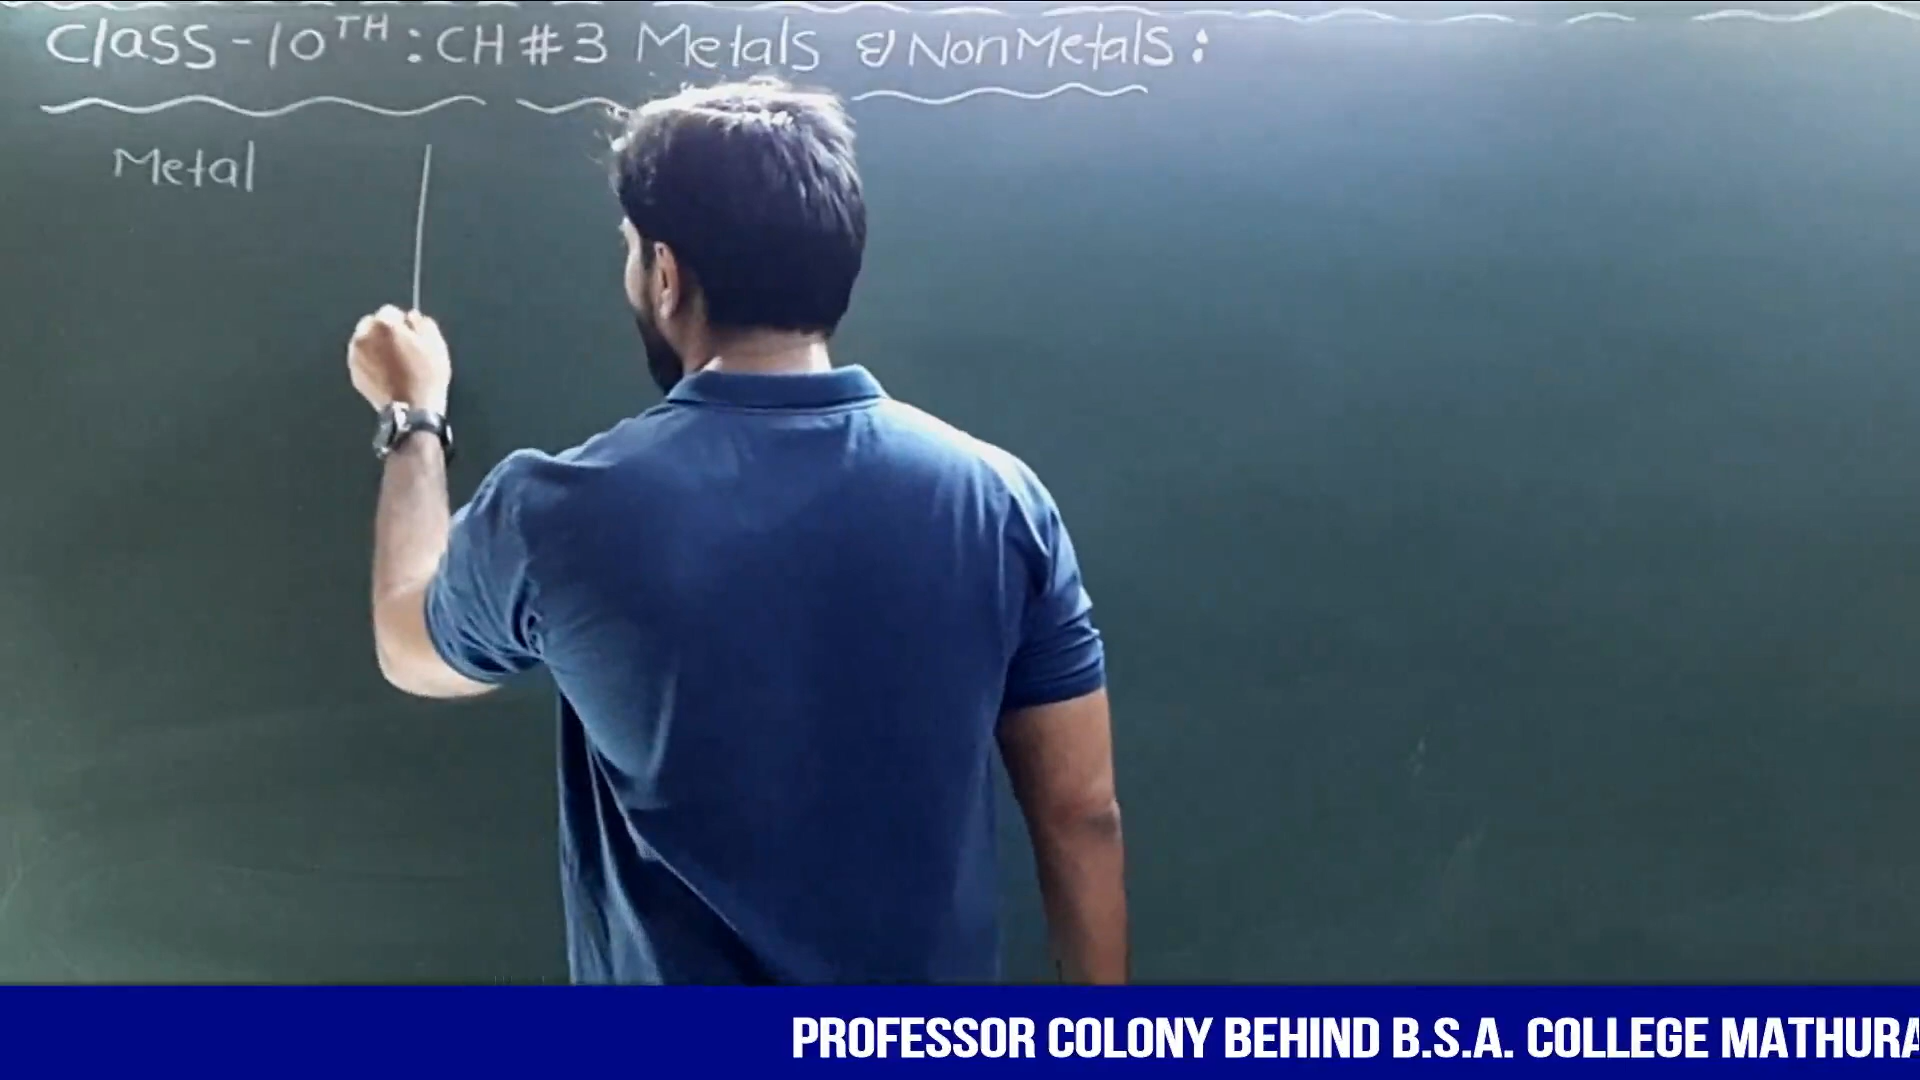 Class-10TH: CH#3 Metals & NonMetals:
Metal
PROFESSOR COLONY BEHIND B.S.A. COLLEGE MATHURA